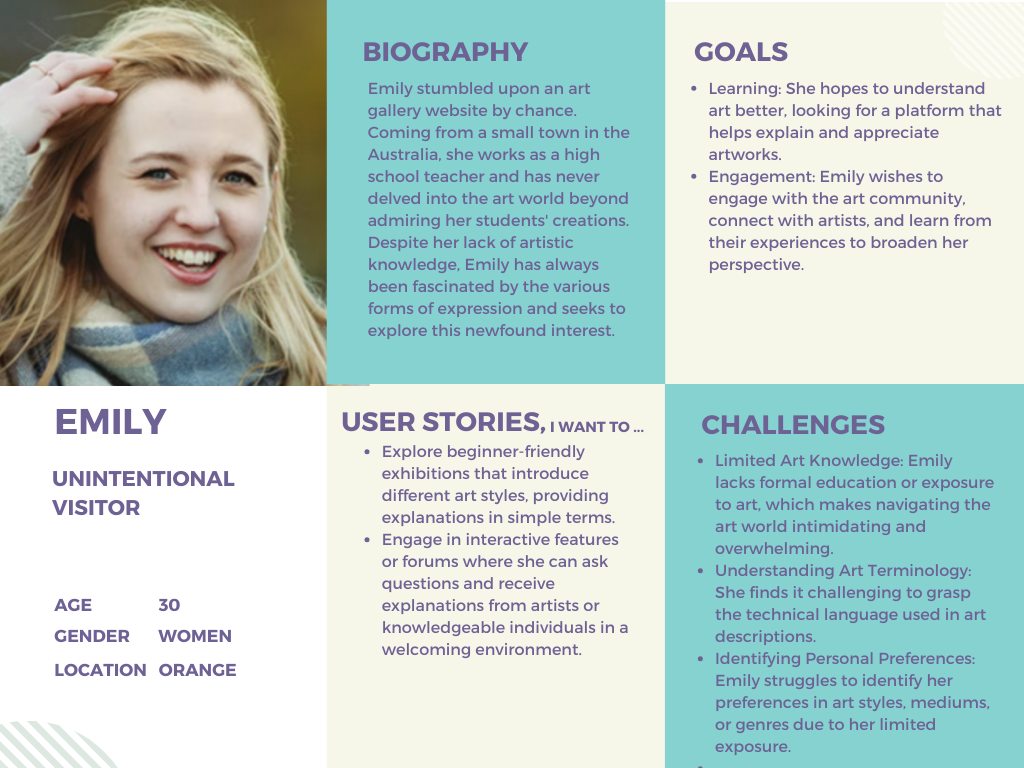 BIOGRAPHY
Emily stumbled upon an art
gallery website by chance.
Coming from a small town in the
Australia, she works as a high
school teacher and has never
delved into the art world beyond
admiring her students' creations.
Despite her lack of artistic
knowledge, Emily has always
been fascinated by the various
forms of expression and seeks to
explore this newfound interest.
GOALS
• Learning: She hopes to understand
art better, looking for a platform that
helps explain and appreciate
artworks.
• Engagement: Emily wishes to
engage with the art community,
connect with artists, and learn from
their experiences to broaden her
perspective.
EMILY
UNINTENTIONAL
VISITOR
AGE 30
GENDER WOMEN
LOCATION ORANGE
USER STORIES, I WANT TO ...
• Explore beginner-friendly
exhibitions that introduce
different art styles, providing
explanations in simple terms.
• Engage in interactive features
or forums where she can ask
questions and receive
explanations from artists or
knowledgeable individuals in a
welcoming environment.
CHALLENGES
• Limited Art Knowledge: Emily
lacks formal education or exposure
to art, which makes navigating the
art world intimidating and
overwhelming.
• Understanding Art Terminology:
She finds it challenging to grasp
the technical language used in art
descriptions.
• Identifying Personal Preferences:
Emily struggles to identify her
preferences in art styles, mediums,
or genres due to her limited
exposure.